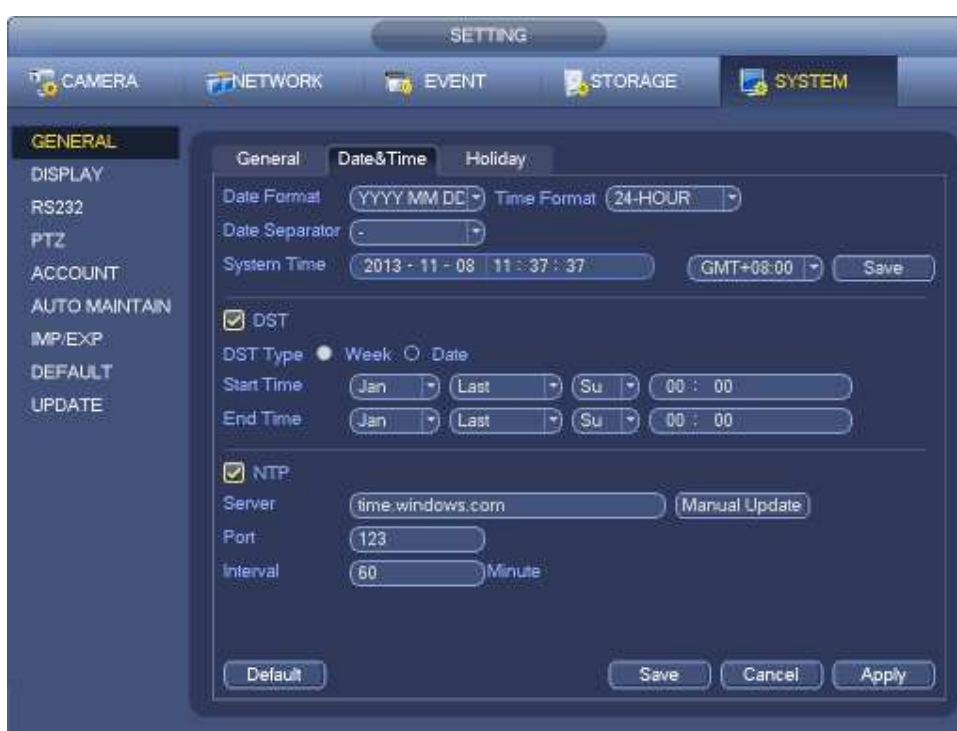 SETTING
CAMERA NETWORK EVENT STORAGE SYSTEM
GENERAL
DISPLAY
RS232
PTZ
ACCOUNT
AUTO MAINTAIN
IMP/EXP
DEFAULT
UPDATE
General Date&Time Holiday
Date Format YYYY MM DD Time Format 24-HOUR
Date Separator -
System Time 2013 - 11 - 08 11 : 37 : 37 GMT+08:00 Save
DST
DST Type Week Date
Start Time Jan Last Su 00 : 00
End Time Jan Last Su 00 : 00
NTP
Server time.windows.com Manual Update
Port 123
Interval 60 Minute
Default Save Cancel Apply